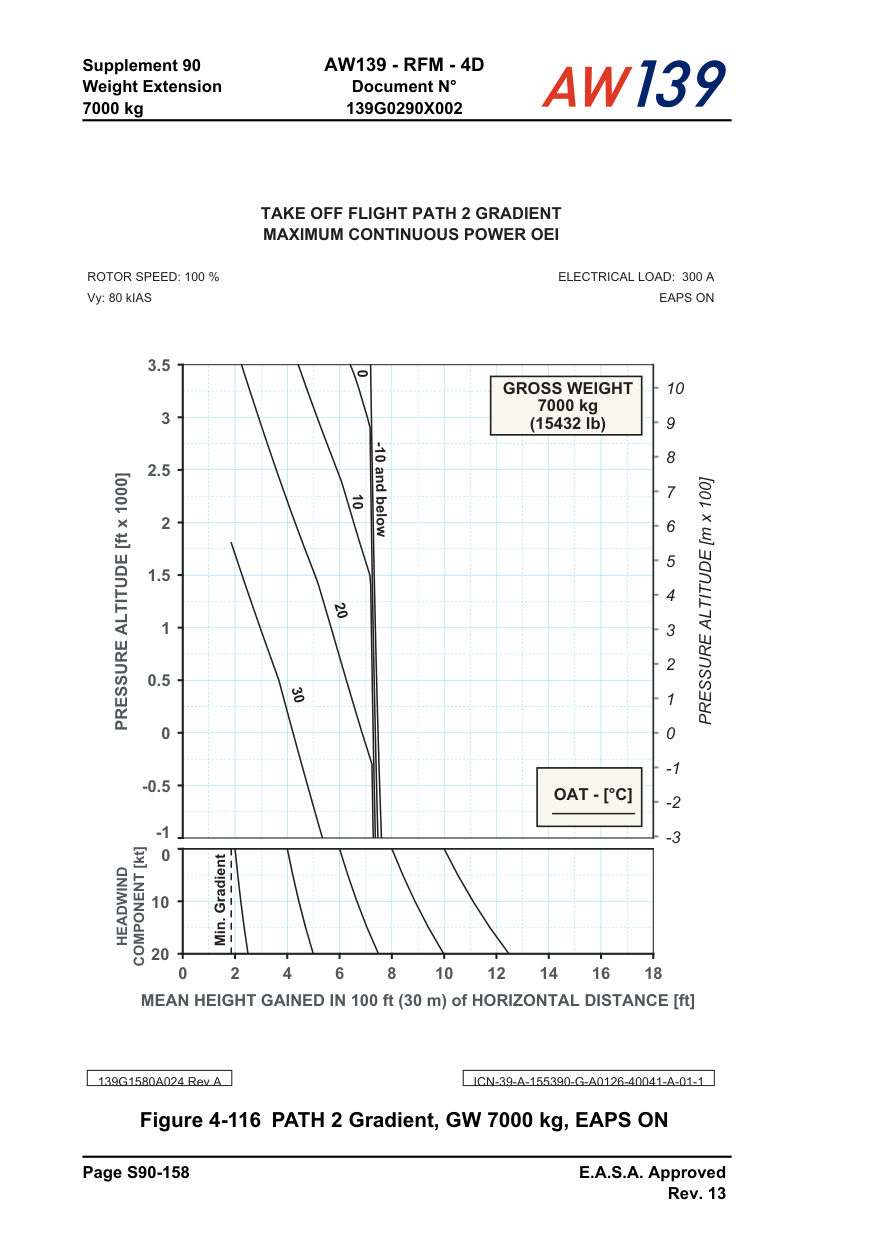 Supplement 90
Weight Extension
7000 kg
AW139 - RFM - 4D
Document N°
139G0290X002
AW139
TAKE OFF FLIGHT PATH 2 GRADIENT
MAXIMUM CONTINUOUS POWER OEI
ROTOR SPEED: 100 %
ELECTRICAL LOAD: 300 A
Vy: 80 kIAS
EAPS ON
PRESSURE ALTITUDE [ft x 1000]
3.5
3
2.5
2
1.5
1
0.5
0
-0.5
-1
0
-10 and below
10
20
30
GROSS WEIGHT
7000 kg
(15432 lb)
OAT - [°C]
10
9
8
7
6
5
4
3
2
1
0
-1
-2
-3
PRESSURE ALTITUDE [m x 100]
HEADWIND
COMPONENT [kt]
0
10
20
Min. Gradient
0 2 4 6 8 10 12 14 16 18
MEAN HEIGHT GAINED IN 100 ft (30 m) of HORIZONTAL DISTANCE [ft]
139G1580A024 Rev.A
ICN-39-A-155390-G-A0126-40041-A-01-1
Figure 4-116 PATH 2 Gradient, GW 7000 kg, EAPS ON
Page S90-158
E.A.S.A. Approved
Rev. 13